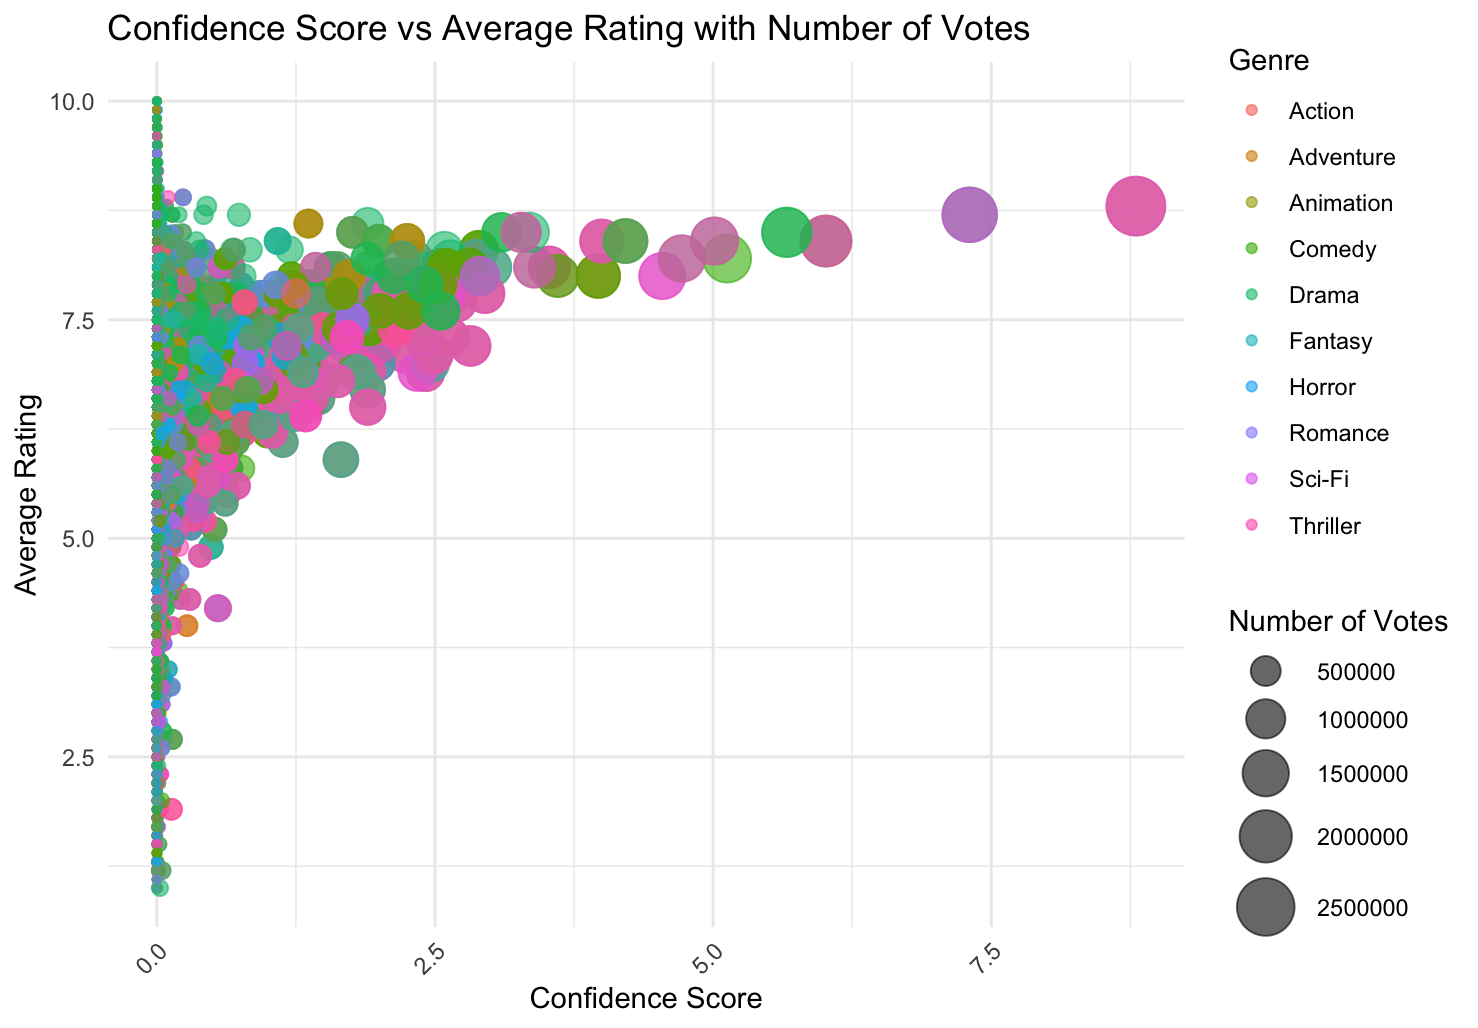 Confidence Score vs Average Rating with Number of Votes
Average Rating
10.0
7.5
5.0
2.5
0.0
2.5
5.0
7.5
Confidence Score
Genre
Action
Adventure
Animation
Comedy
Drama
Fantasy
Horror
Romance
Sci-Fi
Thriller
Number of Votes
500000
1000000
1500000
2000000
2500000